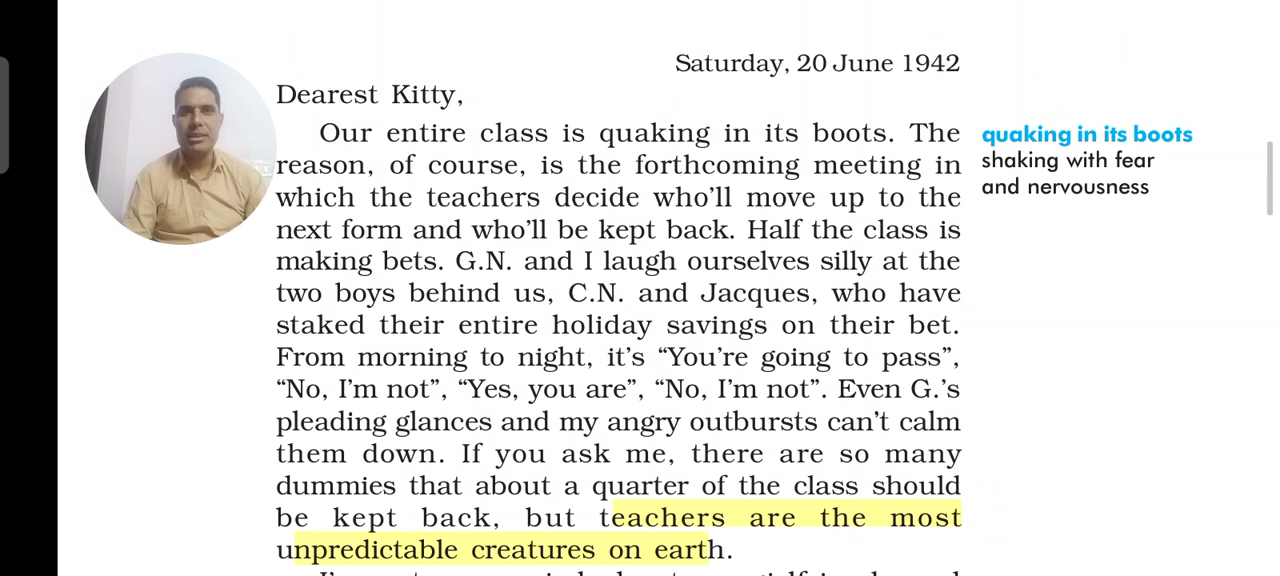 Saturday, 20 June 1942
Dearest Kitty,
Our entire class is quaking in its boots. The
reason, of course, is the forthcoming meeting in
which the teachers decide who’ll move up to the
next form and who’ll be kept back. Half the class is
making bets. G.N. and I laugh ourselves silly at the
two boys behind us, C.N. and Jacques, who have
staked their entire holiday savings on their bet.
From morning to night, it’s “You’re going to pass”,
“No, I’m not”, “Yes, you are”, “No, I’m not”. Even G.’s
pleading glances and my angry outbursts can’t calm
them down. If you ask me, there are so many
dummies that about a quarter of the class should
be kept back, but teachers are the most
unpredictable creatures on earth.
quaking in its boots
shaking with fear
and nervousness